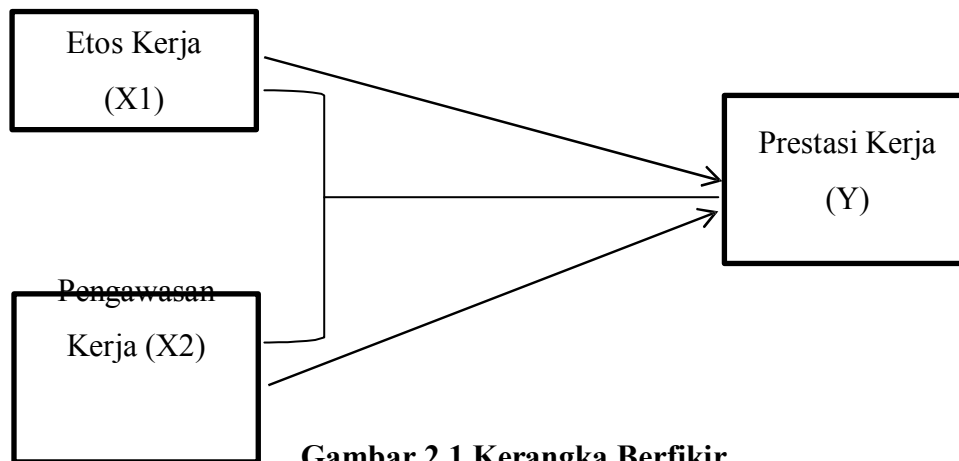 Etos Kerja
(X1)
Prestasi Kerja
(Y)
Pengawasan
Kerja (X2)
Gambar 2.1 Kerangka Berfikir